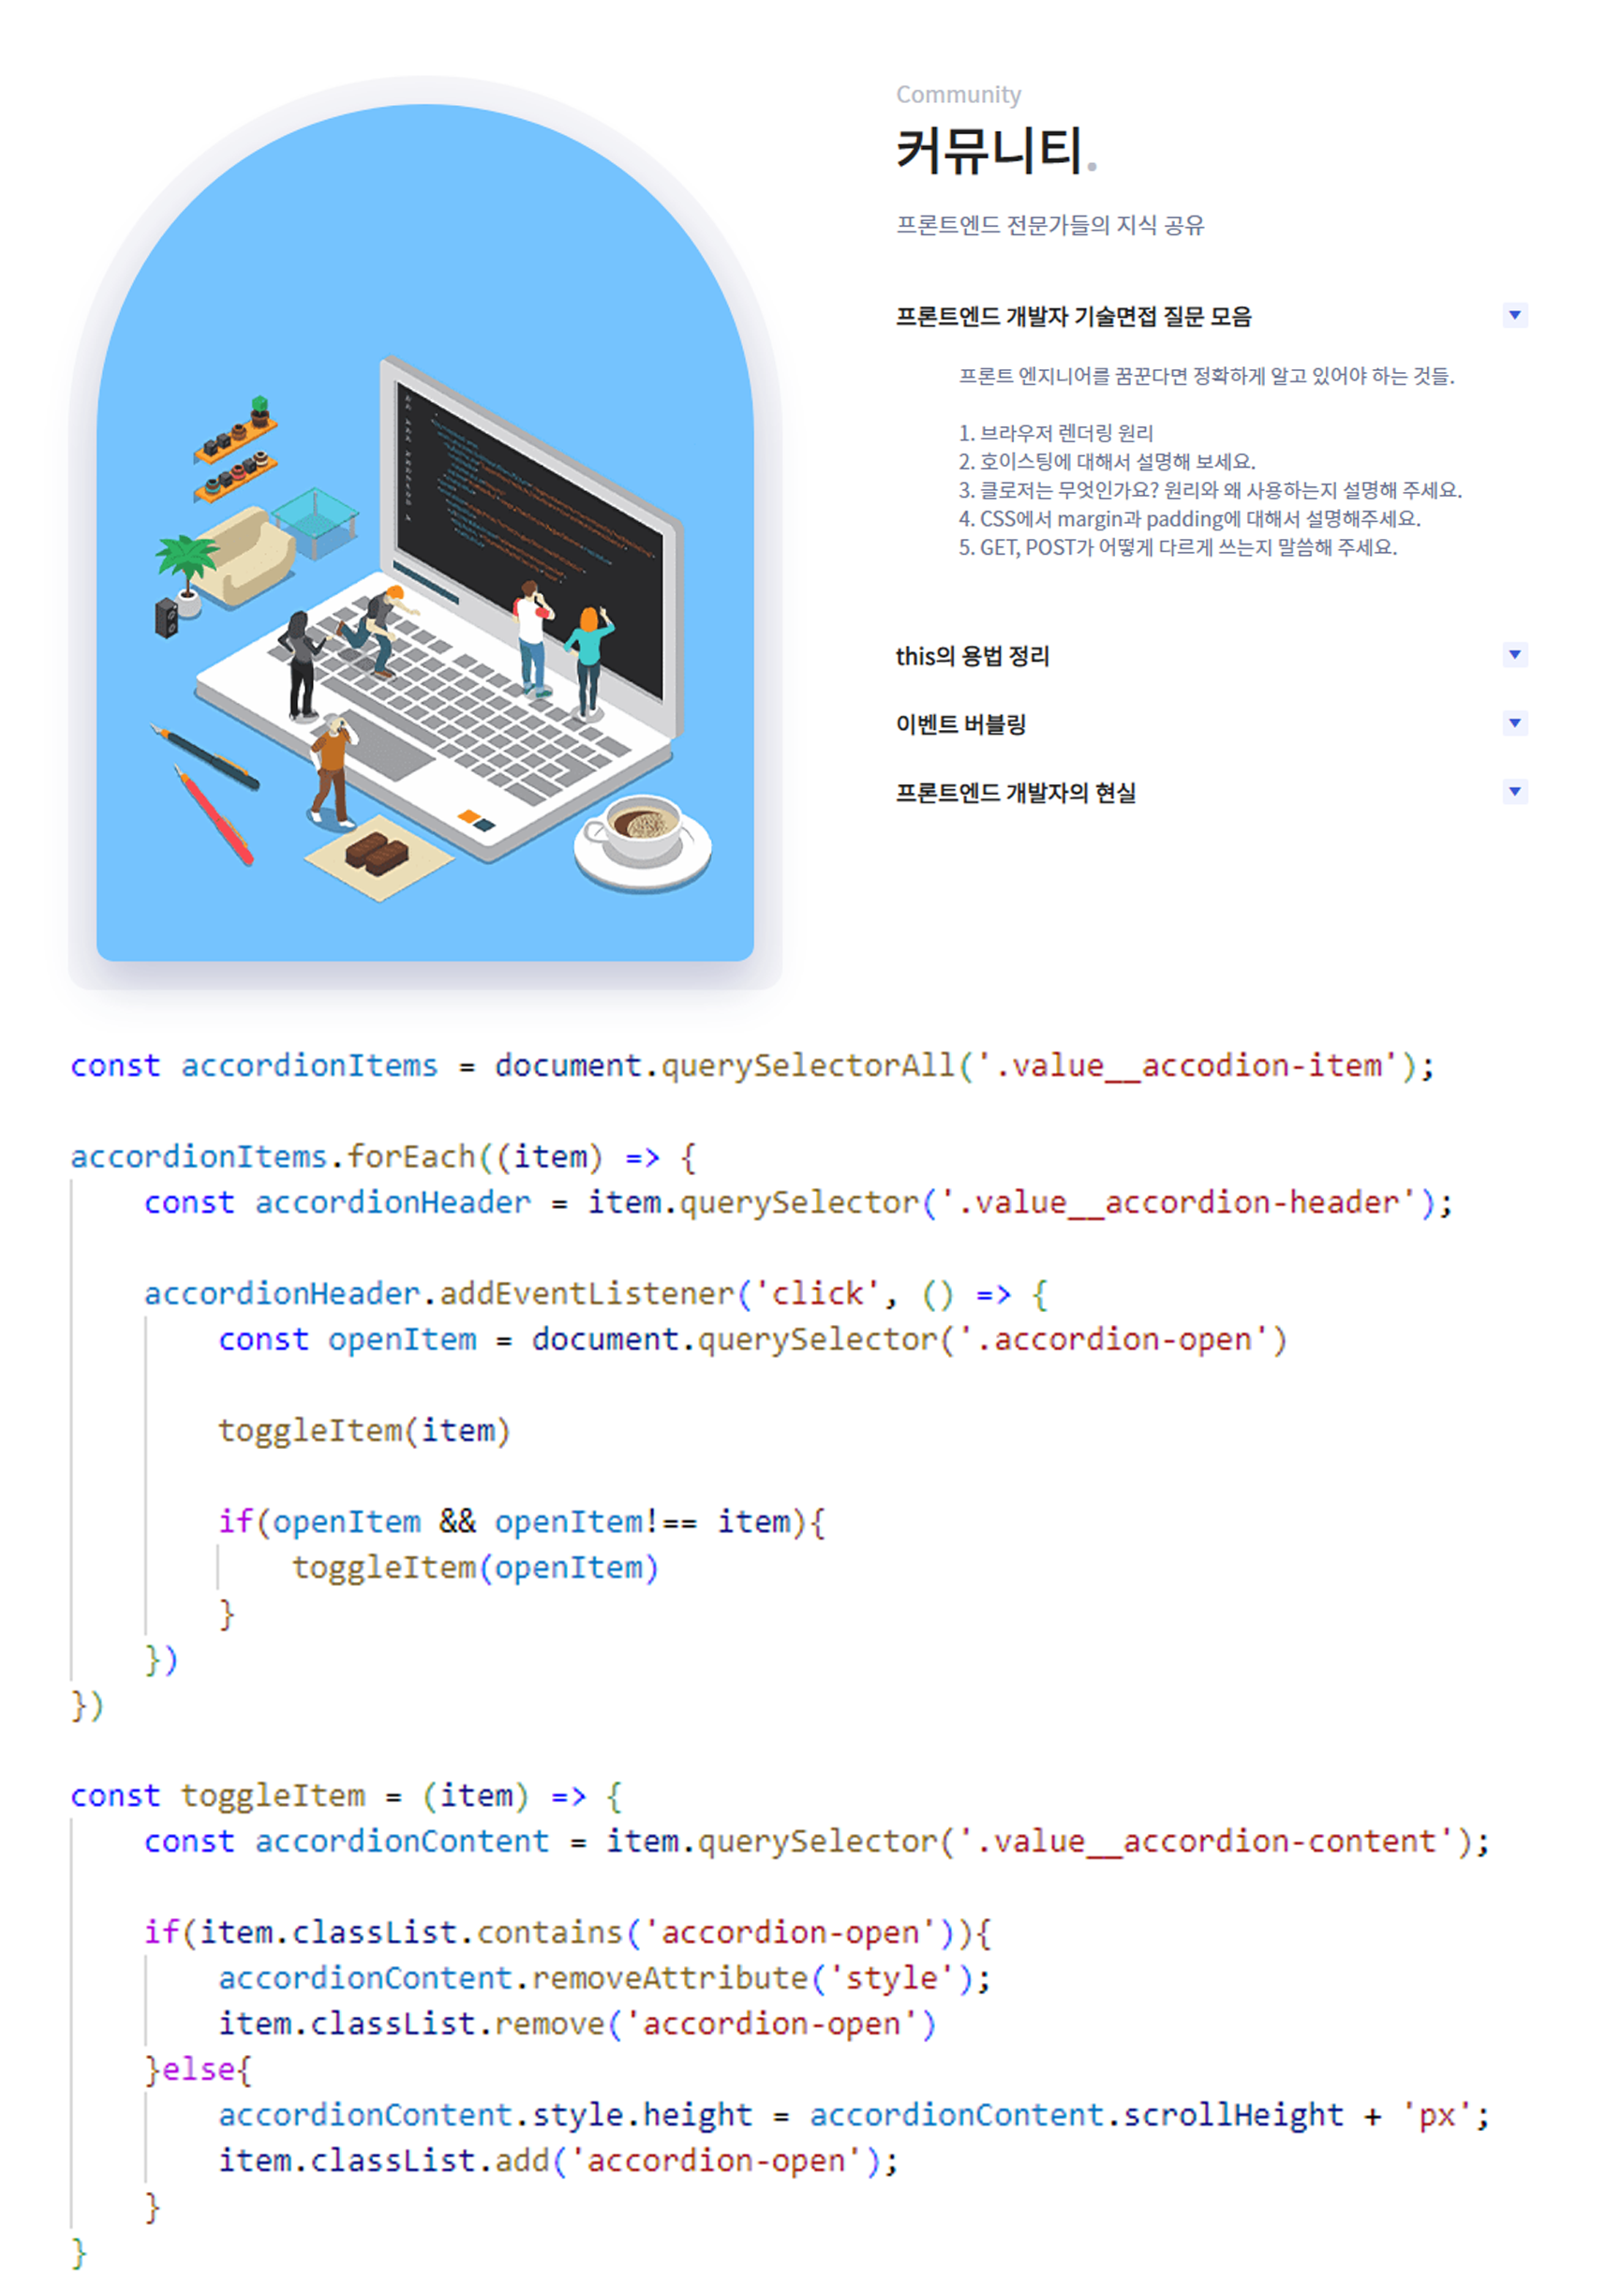 Community
커뮤니티.
프론트엔드 전문가들의 지식 공유
프론트엔드 개발자 기술면접 질문 모음
프론트 엔지니어를 꿈꾼다면 정확하게 알고 있어야 하는 것들.
1. 브라우저 렌더링 원리
2. 호이스팅에 대해서 설명해 보세요.
3. 클로저는 무엇인가요? 원리와 왜 사용하는지 설명해 주세요.
4. CSS에서 margin과 padding에 대해서 설명해주세요.
5. GET, POST가 어떻게 다르게 쓰는지 말씀해 주세요.
this의 용법 정리
이벤트 버블링
프론트엔드 개발자의 현실
const accordionItems = document.querySelectorAll('.value__accodion-item');
accordionItems.forEach((item) => {
const accordionHeader = item.querySelector('.value__accordion-header');
accordionHeader.addEventListener('click', () => {
const openItem = document.querySelector('.accordion-open')
toggleItem(item)
if(openItem && openItem!== item){
toggleItem(openItem)
}
})
})
const toggleItem = (item) => {
const accordionContent = item.querySelector('.value__accordion-content');
if(item.classList.contains('accordion-open')){
accordionContent.removeAttribute('style');
item.classList.remove('accordion-open')
}else{
accordionContent.style.height = accordionContent.scrollHeight + 'px';
item.classList.add('accordion-open');
}
}